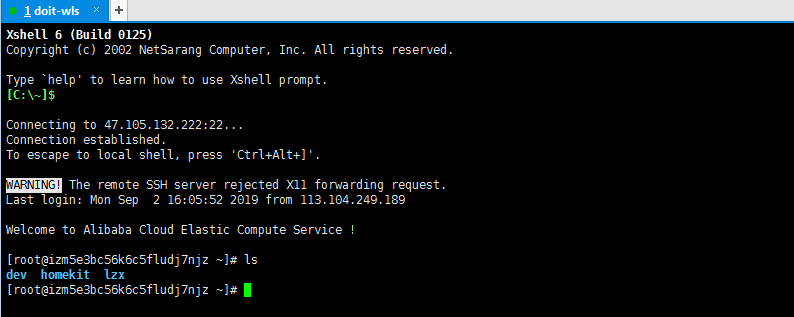 1 doit-wls × +
Xshell 6 (Build 0125)
Copyright (c) 2002 NetSarang Computer, Inc. All rights reserved.
Type `help' to learn how to use Xshell prompt.
[C:\~]$
Connecting to 47.105.132.222:22...
Connection established.
To escape to local shell, press 'Ctrl+Alt+]'.
WARNING! The remote SSH server rejected X11 forwarding request.
Last login: Mon Sep  2 16:05:52 2019 from 113.104.249.189
Welcome to Alibaba Cloud Elastic Compute Service !
[root@izm5e3bc56k6c5fludj7njz ~]# ls
dev  homekit  lzx
[root@izm5e3bc56k6c5fludj7njz ~]#